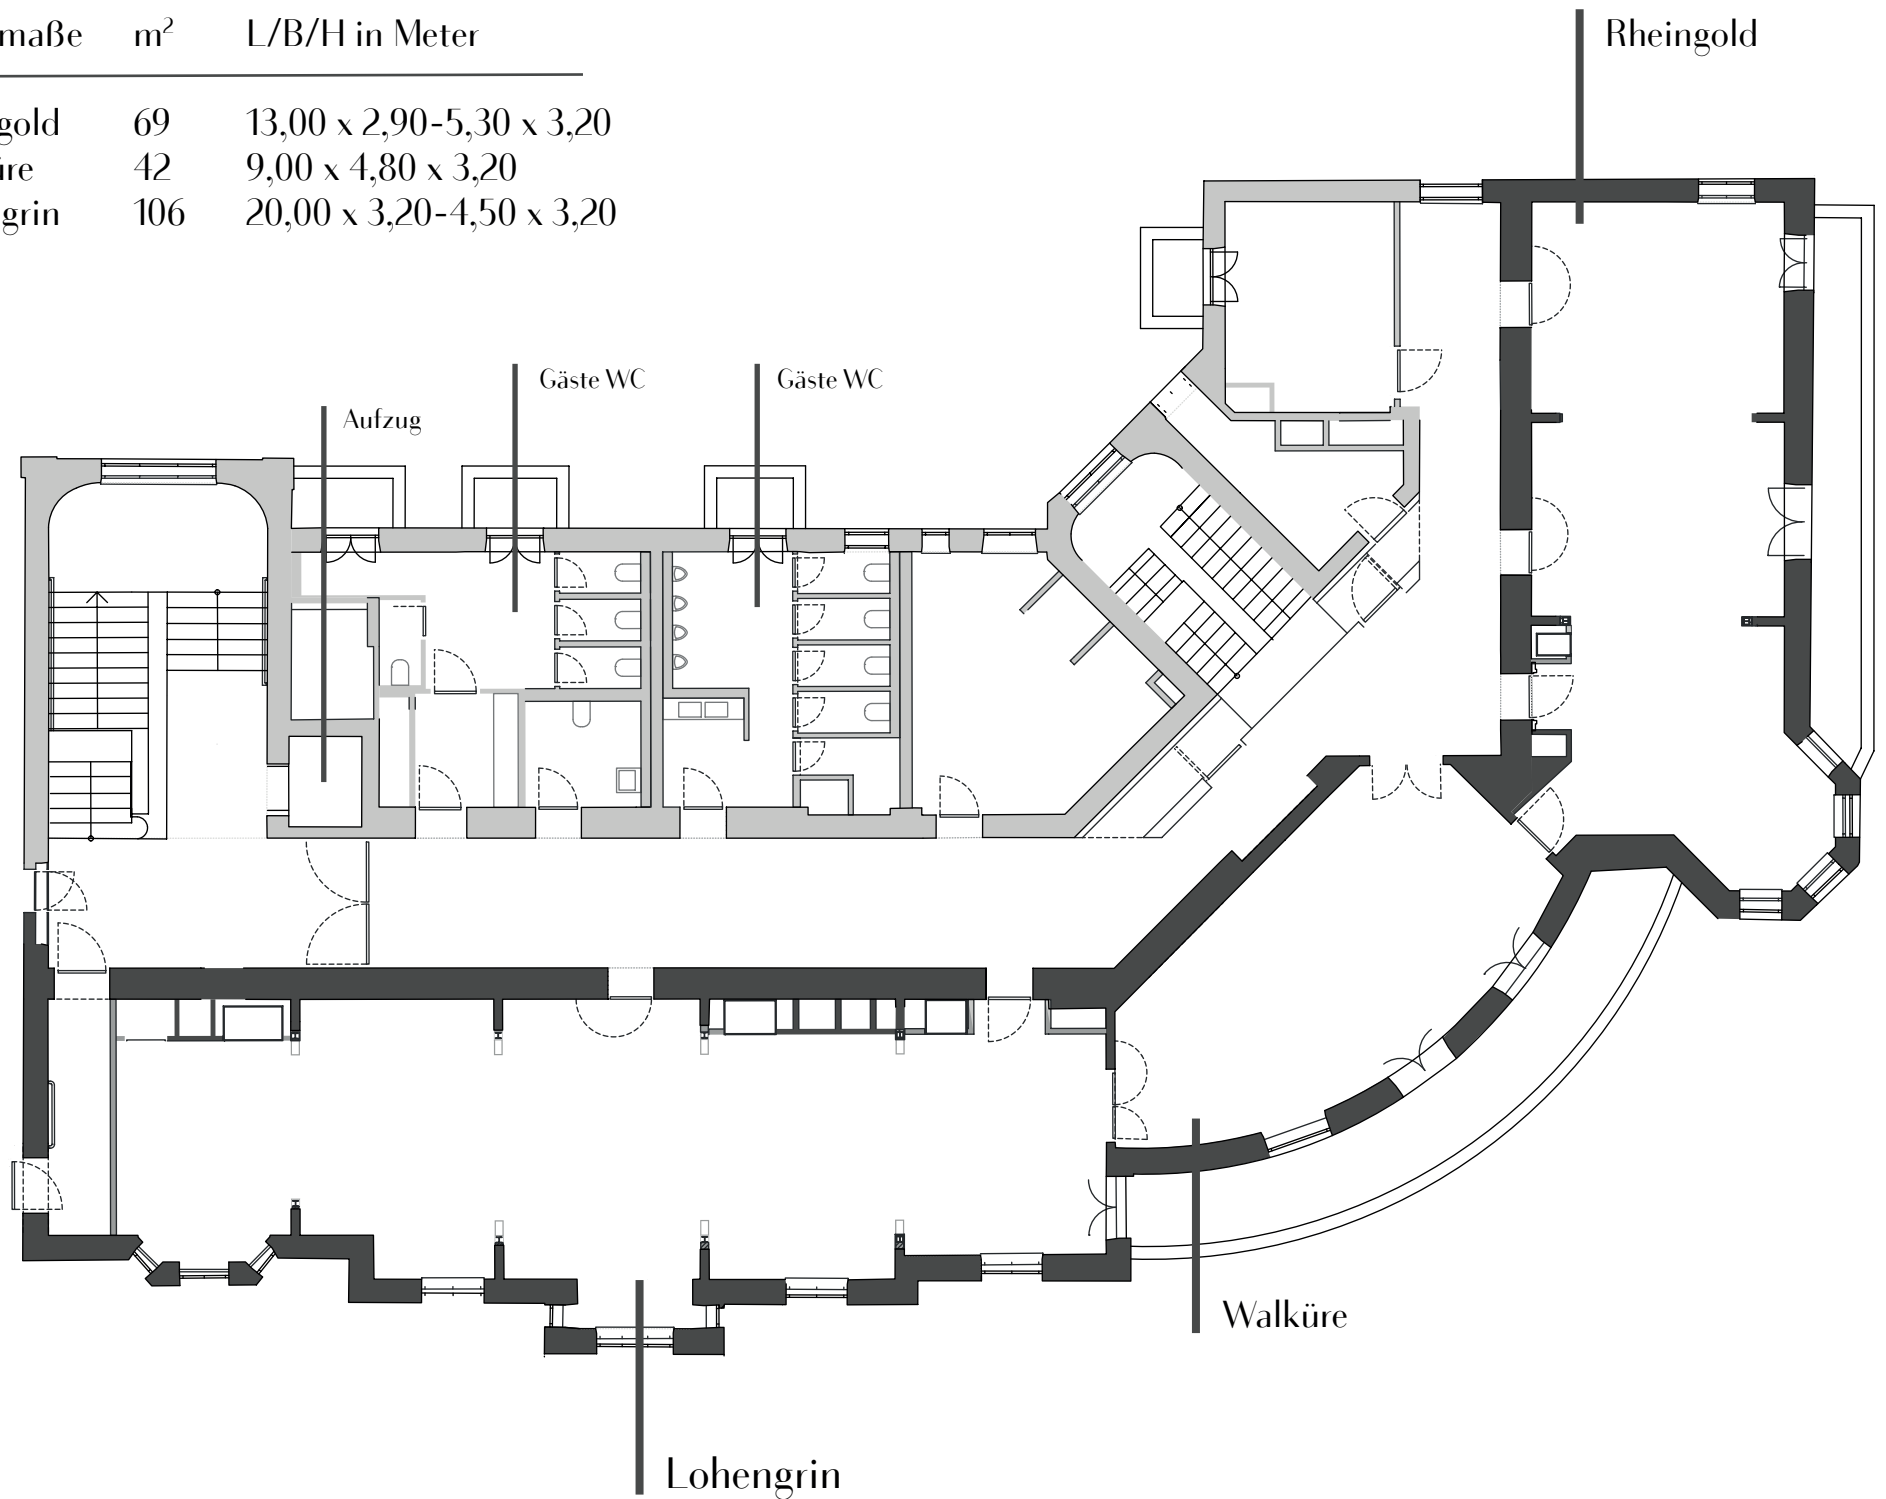 maße m² L/B/H in Meter
gold 69 13,00 x 2,90-5,30 x 3,20
üre 42 9,00 x 4,80 x 3,20
grin 106 20,00 x 3,20-4,50 x 3,20
Rheingold
Gäste WC
Gäste WC
Aufzug
Walküre
Lohengrin